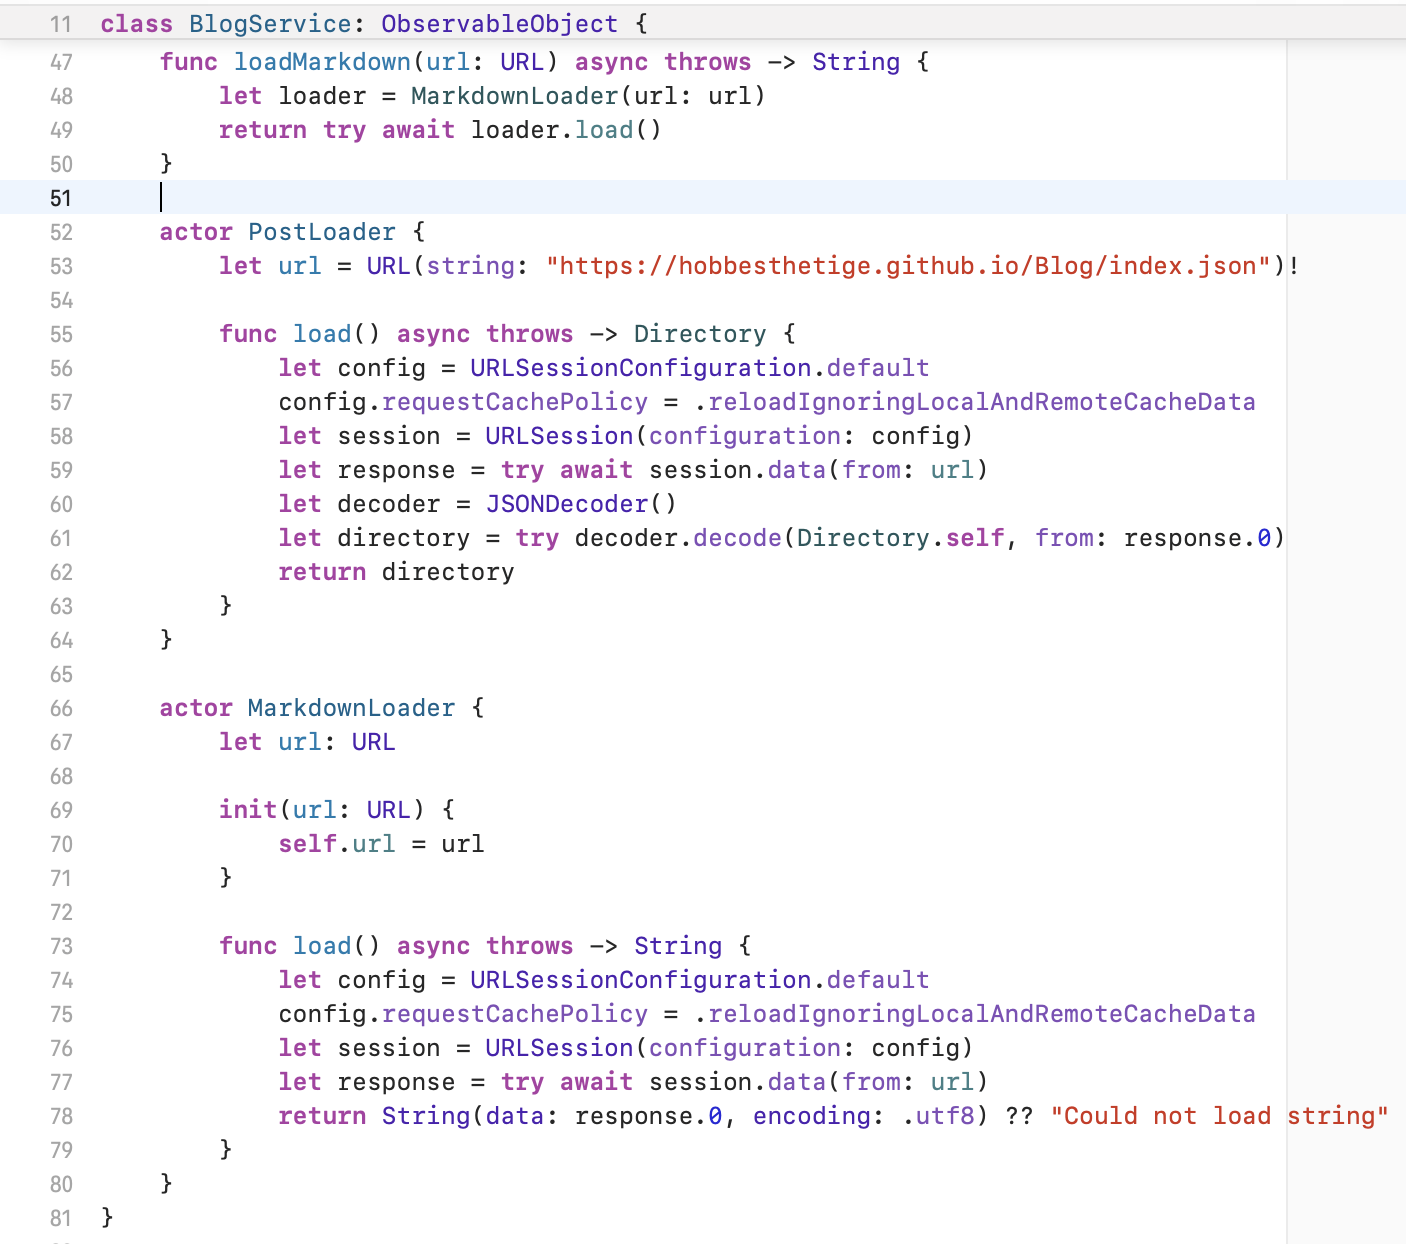 11 class BlogService: ObservableObject {
47 func loadMarkdown(url: URL) async throws -> String {
48 let loader = MarkdownLoader(url: url)
49 return try await loader.load()
50 }
51
52 actor PostLoader {
53 let url = URL(string: "https://hobbesthetige.github.io/Blog/index.json")!
54
55 func load() async throws -> Directory {
56 let config = URLSessionConfiguration.default
57 config.requestCachePolicy = .reloadIgnoringLocalAndRemoteCacheData
58 let session = URLSession(configuration: config)
59 let response = try await session.data(from: url)
60 let decoder = JSONDecoder()
61 let directory = try decoder.decode(Directory.self, from: response.0)
62 return directory
63 }
64 }
65
66 actor MarkdownLoader {
67 let url: URL
68
69 init(url: URL) {
70 self.url = url
71 }
72
73 func load() async throws -> String {
74 let config = URLSessionConfiguration.default
75 config.requestCachePolicy = .reloadIgnoringLocalAndRemoteCacheData
76 let session = URLSession(configuration: config)
77 let response = try await session.data(from: url)
78 return String(data: response.0, encoding: .utf8) ?? "Could not load string"
79 }
80 }
81 }